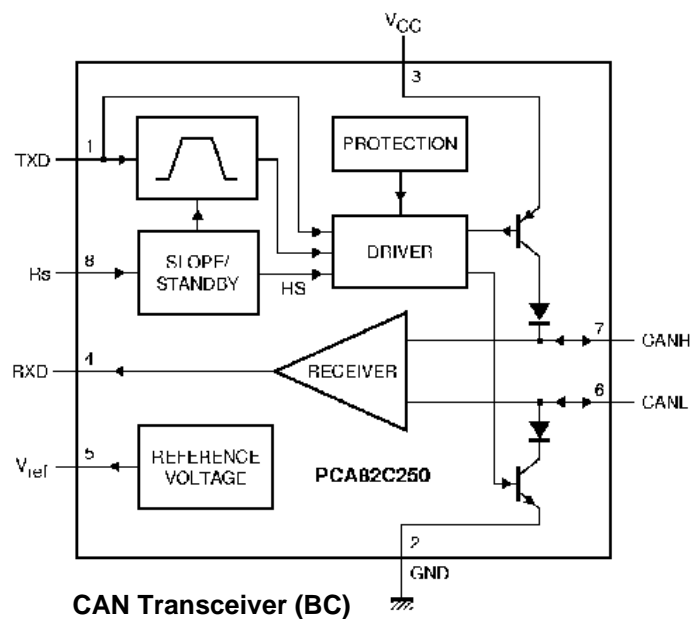 VCC
3
TXD
1
PROTECTION
DRIVER
Rs
8
SLOPE/
STANDBY
HS
7
CANH
RXD
4
RECEIVER
6
CANL
Vref
5
REFERENCE
VOLTAGE
PCA82C250
2
GND
CAN Transceiver (BC)